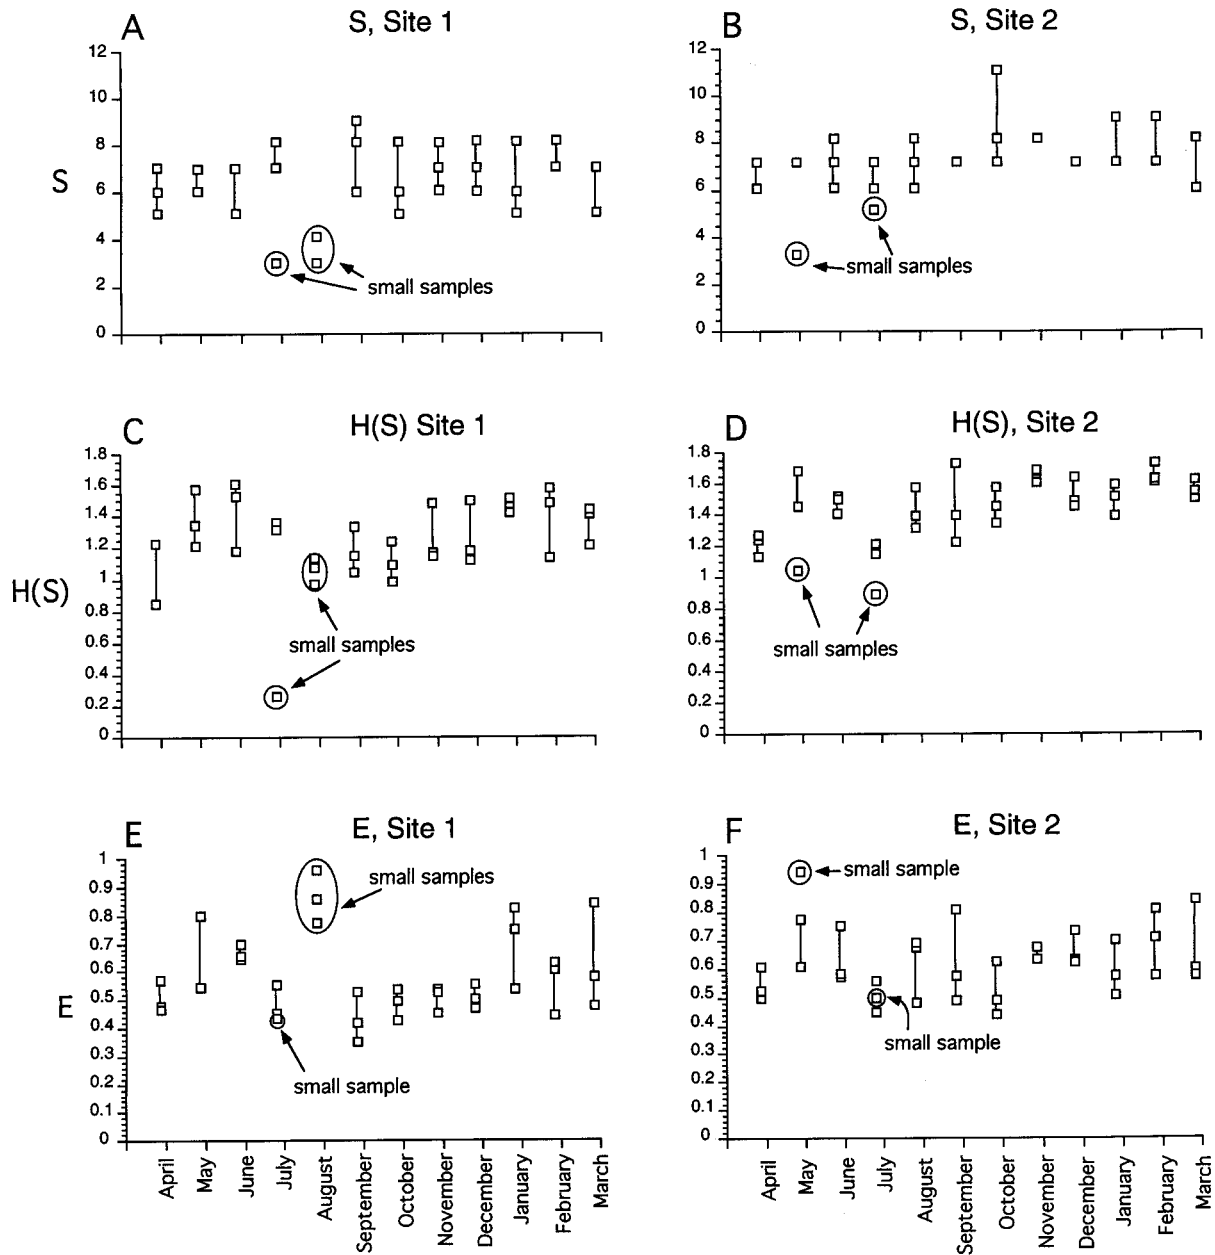 A
S, Site 1
12
10
8
6
4
2
0
S
small samples
B
S, Site 2
12
10
8
6
4
2
0
small samples
C
H(S) Site 1
1.8
1.6
1.4
1.2
1
0.8
0.6
0.4
0.2
0
H(S)
small samples
D
H(S), Site 2
1.8
1.6
1.4
1.2
1
0.8
0.6
0.4
0.2
0
small samples
E
E, Site 1
1
0.9
0.8
0.7
0.6
0.5
0.4
0.3
0.2
0.1
0
E
small samples
small sample
April
May
June
July
August
September
October
November
December
January
February
March
F
E, Site 2
1
0.9
0.8
0.7
0.6
0.5
0.4
0.3
0.2
0.1
0
small sample
small sample
April
May
June
July
August
September
October
November
December
January
February
March